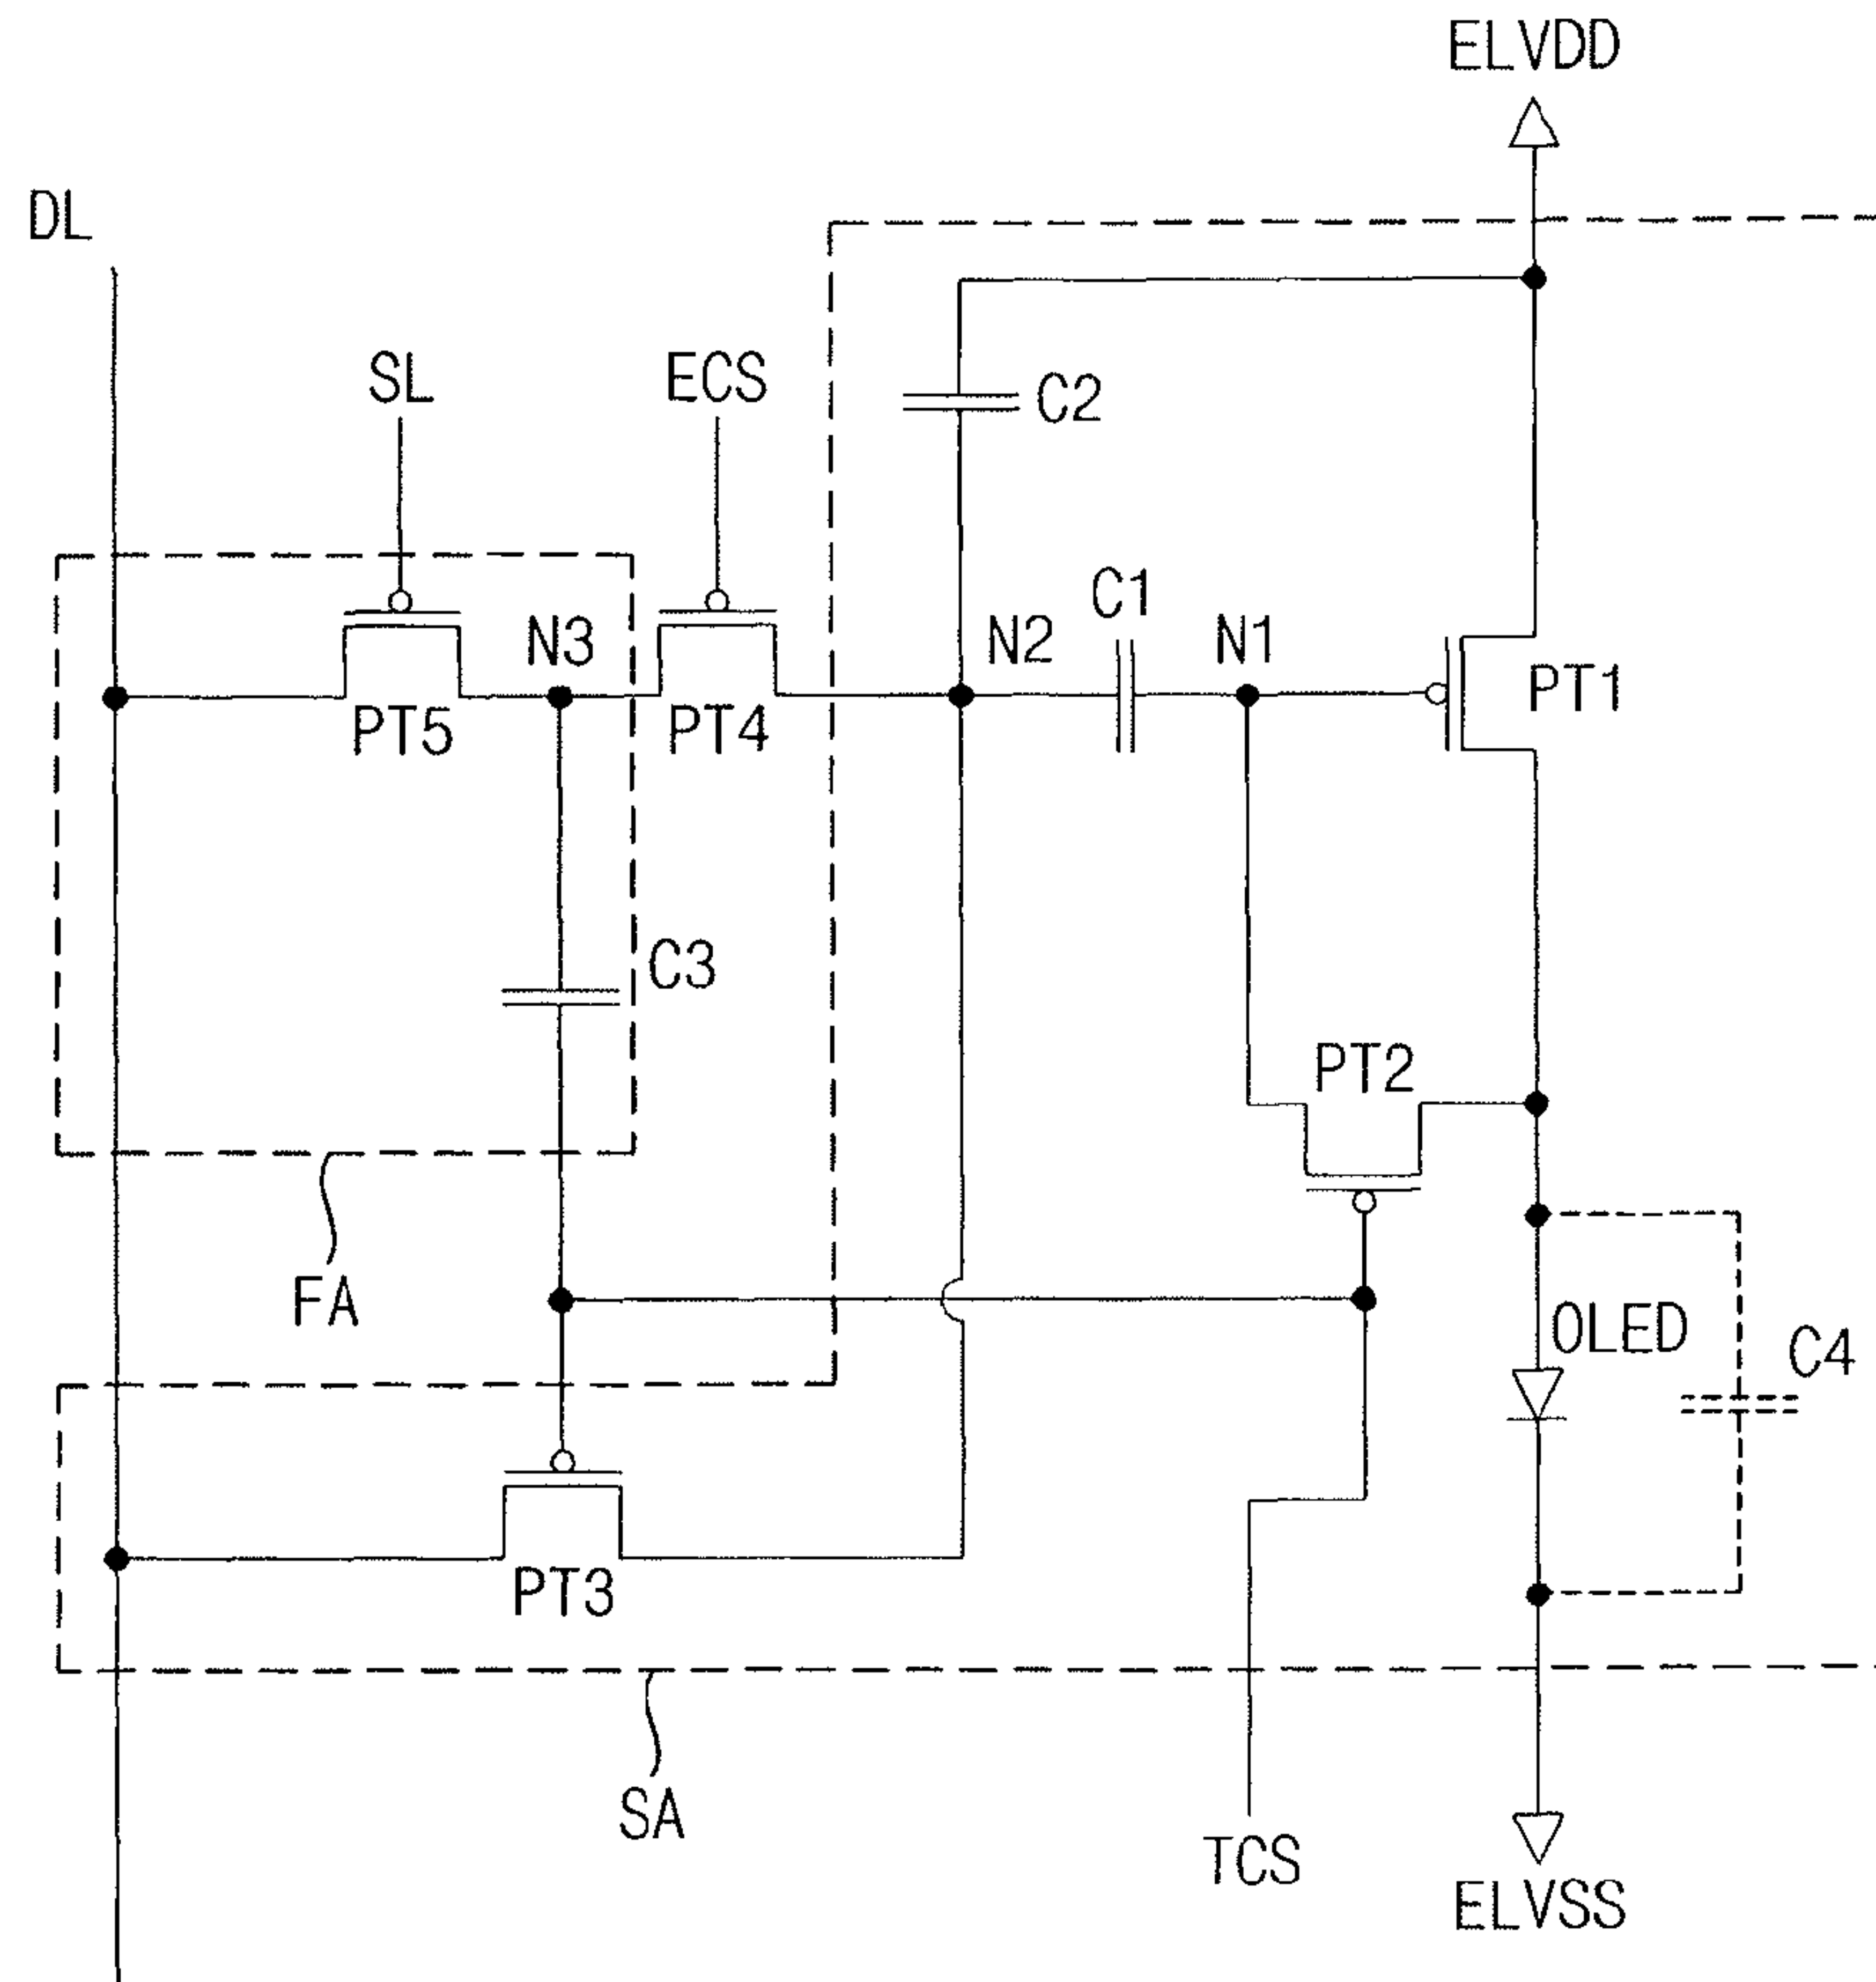 ELVDD
DL
SL
ECS
C2
C1
N3
N2
N1
PT5
PT4
PT1
C3
PT2
FA
OLED
C4
PT3
SA
TCS
ELVSS